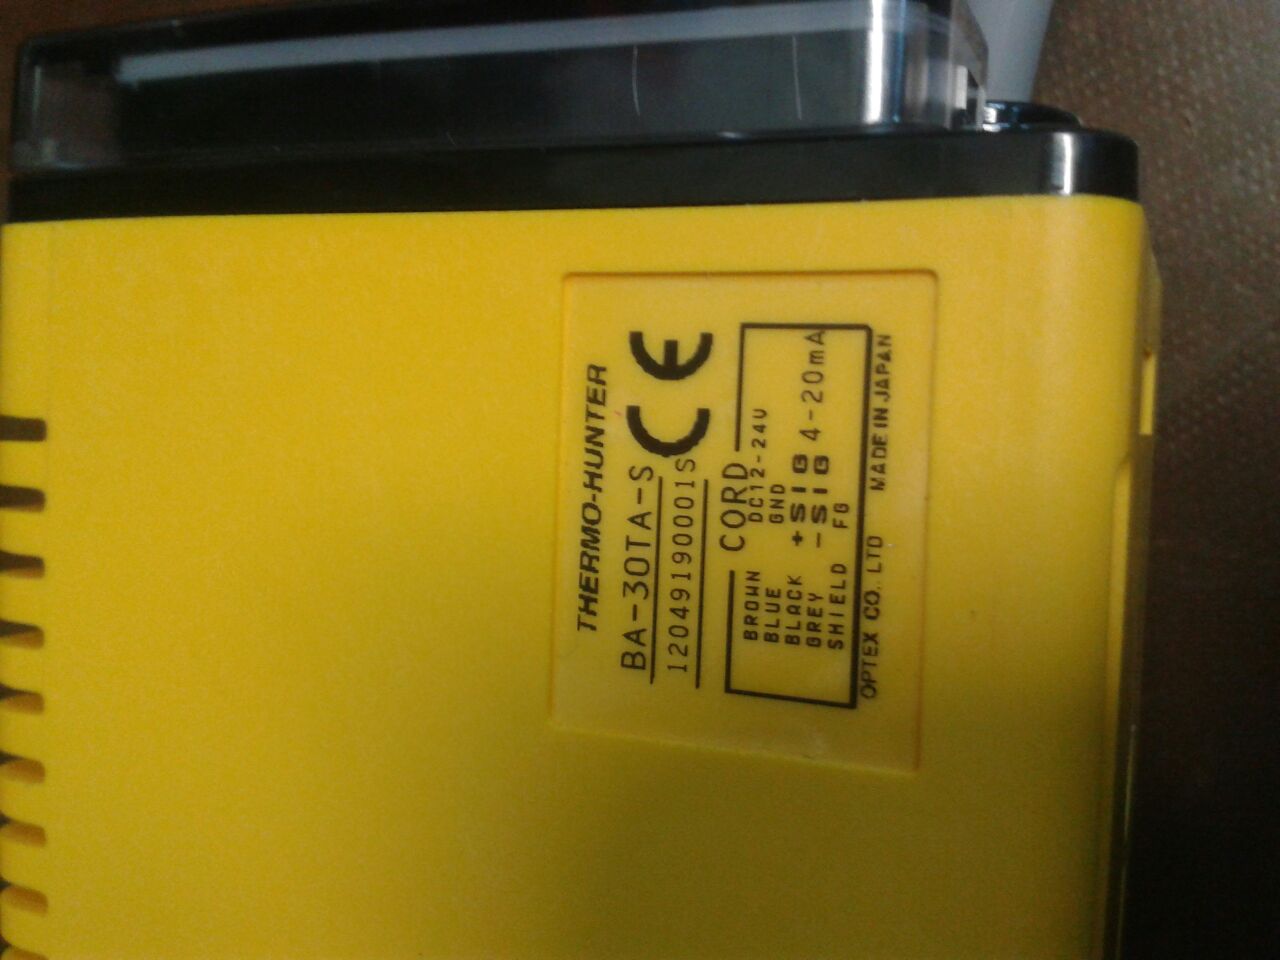 THERMO-HUNTER
BA-30TA-S
12049190001S
CE
CORD
BROWN DC12-24V
BLUE GND
BLACK +SIG 4-20mA
GREY -SIG
SHIELD FG
OPTEX CO., LTD MADE IN JAPAN